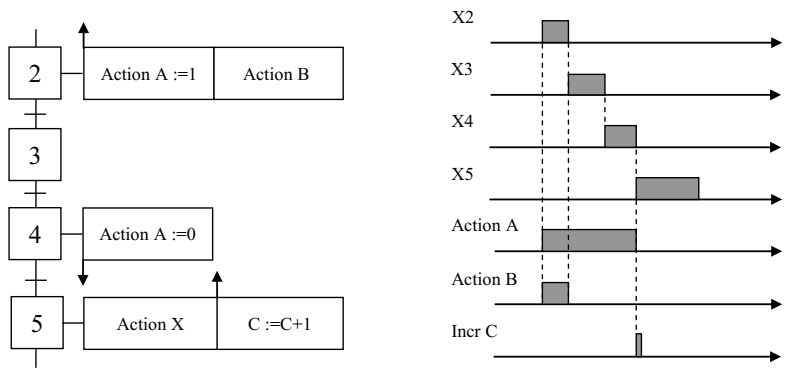 2
Action A :=1
Action B
3
4
Action A :=0
5
Action X
C :=C+1
X2
X3
X4
X5
Action A
Action B
Incr C